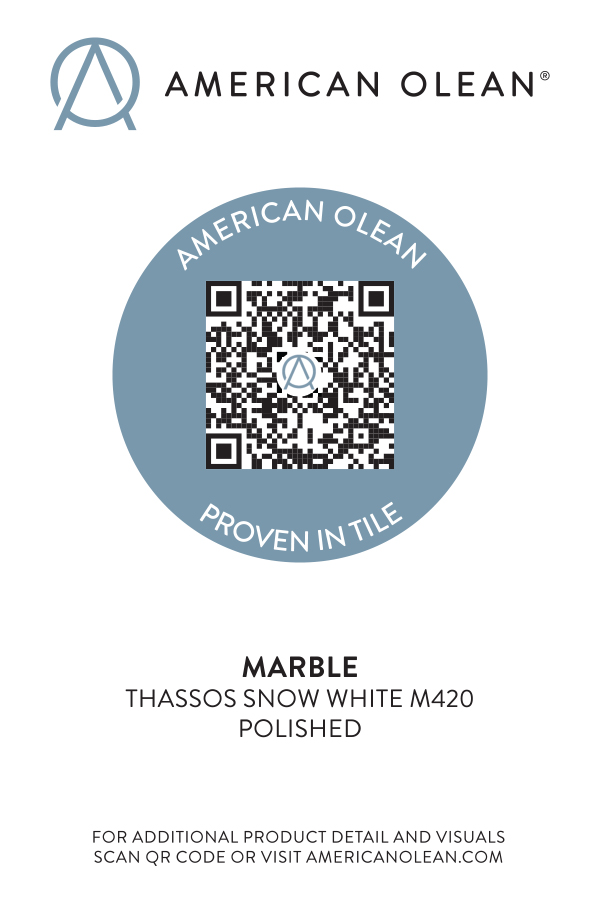 AMERICAN OLEAN®
AMERICAN OLEAN
PROVEN IN TILE
MARBLE
THASSOS SNOW WHITE M420
POLISHED
FOR ADDITIONAL PRODUCT DETAIL AND VISUALS
SCAN QR CODE OR VISIT AMERICANOLEAN.COM